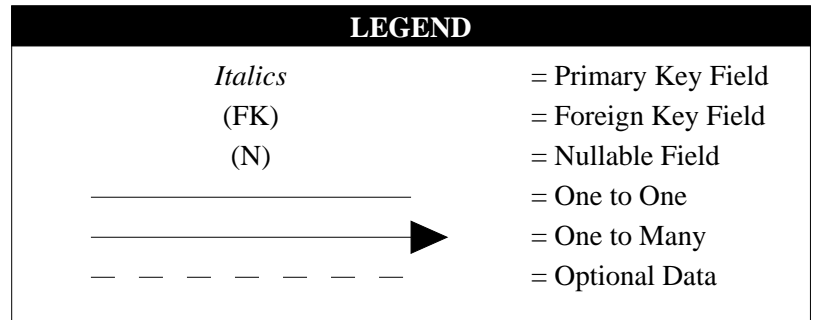 LEGEND
Italics = Primary Key Field
(FK) = Foreign Key Field
(N) = Nullable Field
= One to One
= One to Many
= Optional Data